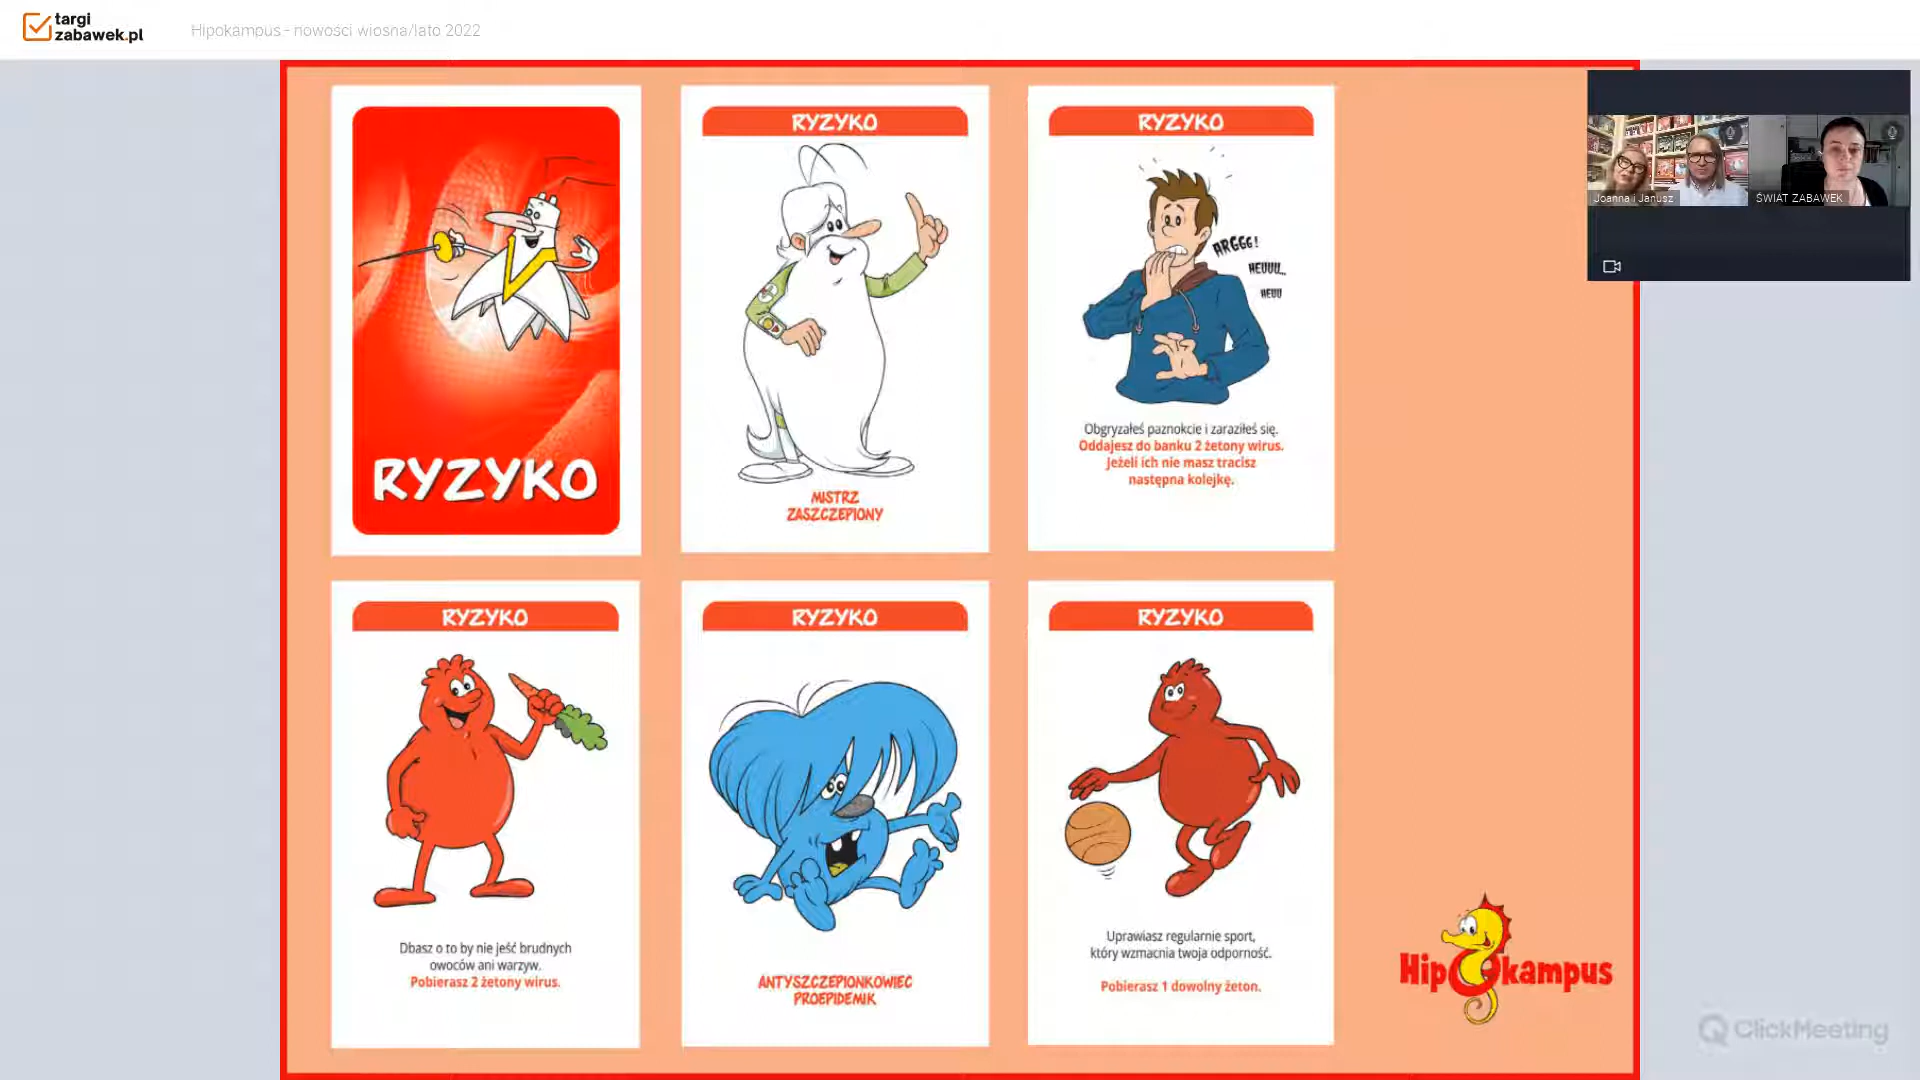 targi
zabawek.pl
Hipokampus - nowości wiosna/lato 2022
RYZYKO
RYZYKO
MISTRZ
ZASZCZEPIONY
RYZYKO
ARGGG!
HEUUU...
HEUU
Obgryzałeś paznokcie i zaraziłeś się.
Oddajesz do banku 2 żetony wirus.
Jeżeli ich nie masz tracisz
następna kolejkę.
Joanna i Janusz
ŚWIAT ZABAWEK
RYZYKO
Dbasz o to by nie jeść brudnych
owoców ani warzyw.
Pobierasz 2 żetony wirus.
RYZYKO
ANTYSZCZEPIONKOWIEC
PROEPIDEMIK
RYZYKO
Uprawiasz regularnie sport,
który wzmacnia twoja odporność.
Pobierasz 1 dowolny żeton.
Hipokampus
ClickMeeting